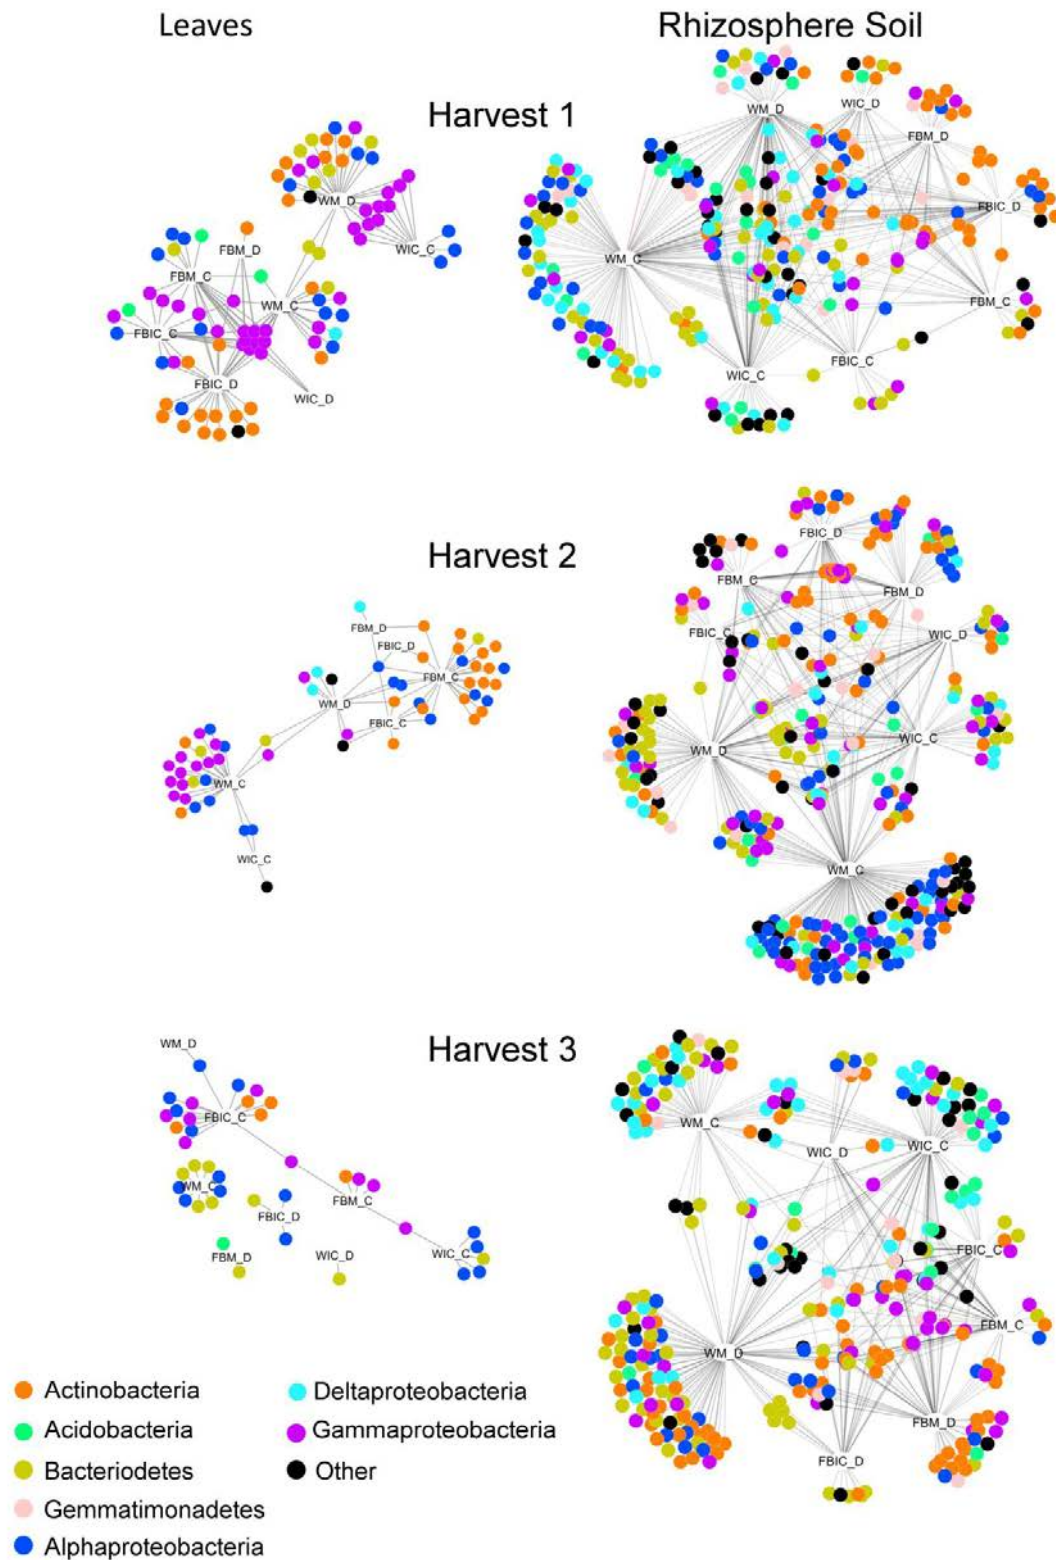 Leaves
Rhizosphere Soil
Harvest 1
WM_D
WIC_D
FBM_D
WM_D
FBIC_D
FBM_D
WIC_C
WM_C
FBM_C
WM_C
FBM_C
FBIC_C
FBIC_C
WIC_C
FBIC_D
WIC_D
Harvest 2
FBIC_D
FBM_C
FBM_D
FBM_D
FBIC_C
WIC_D
FBIC_D
FBM_C
WM_D
FBIC_C
WM_D
WIC_C
WM_C
WIC_C
WM_C
Harvest 3
WM_D
FBIC_C
WM_C
WIC_D
WIC_C
WM_C
FBM_C
FBIC_D
FBM_D
WIC_D
WIC_C
FBIC_C
FBM_C
WM_D
FBM_D
FBIC_D
Actinobacteria
Deltaproteobacteria
Acidobacteria
Gammaproteobacteria
Bacteriodetes
Other
Gemmatimonadetes
Alphaproteobacteria